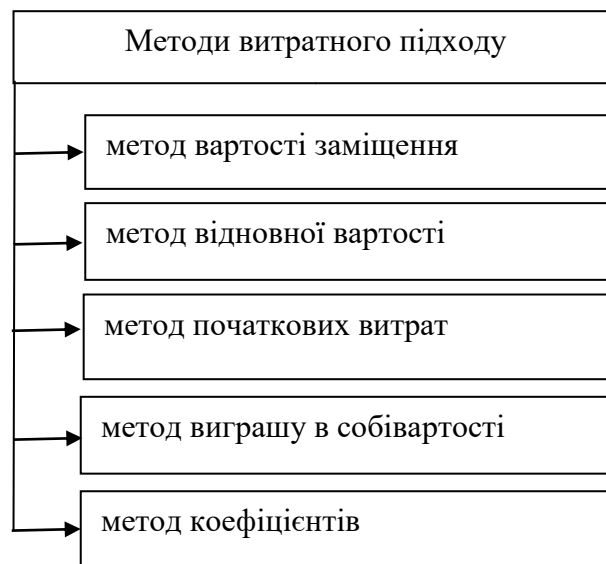 Методи витратного підходу
метод вартості заміщення
метод відновної вартості
метод початкових витрат
метод виграшу в собівартості
метод коефіцієнтів